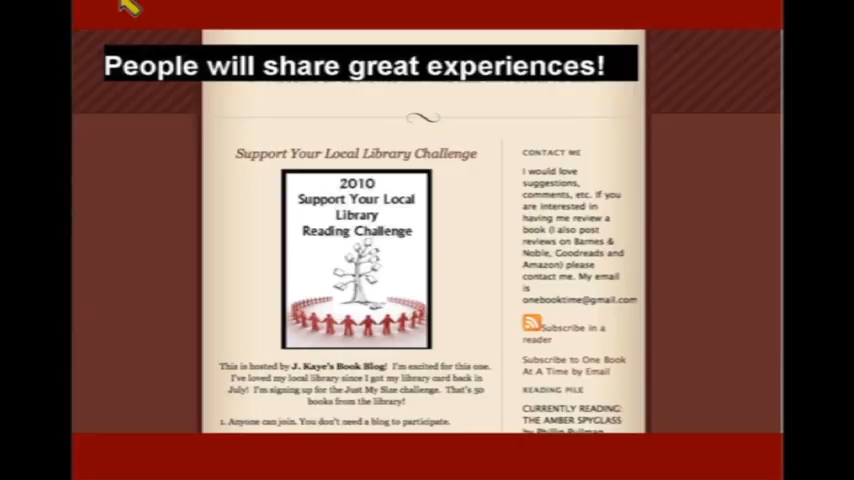 People will share great experiences!
Support Your Local Library Challenge
2010
Support Your Local
Library
Reading Challenge
This is hosted by J. Kaye's Book Blog! I'm excited for this one.
I've loved my local library since I got my library card back in
July! I'm signing up for the Just My Size challenge. That's 50
books from the library!
1. Anyone can join. You don't need a blog to participate.
CONTACT ME
I would love
suggestions,
comments, etc. If you
are interested in
having me review a
book (I also post
reviews on Barnes &
Noble, Goodreads and
Amazon) please
contact me. My email
is
onebooktime@gmail.com
Subscribe in a
reader
Subscribe to One Book
At A Time by Email
READING PILE
CURRENTLY READING:
THE AMBER SPYGLASS
by Phillip Pullman